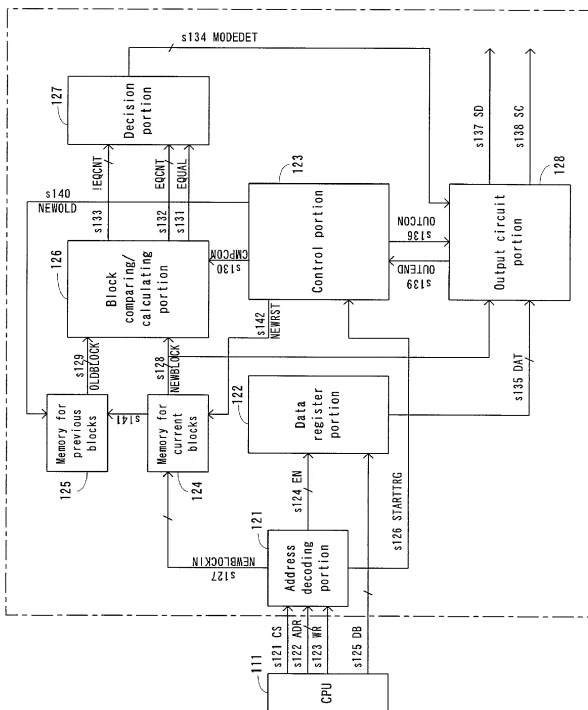 111
CPU
s121 CS
s122 ADR
s123 WR
s125 DB
121
Address
decoding
portion
s127
NEWBLOCKIN
s124 EN
s126 STARTTRG
122
Data
register
portion
s135 DAT
124
Memory for
current
blocks
125
Memory for
previous
blocks
s141
s129
OLDBLOCK
s128
NEWBLOCK
s142
NEWRST
126
Block
comparing/
calculating
portion
s130
CMPCON
s133
!EQCNT
s132
EQCNT
s131
EQUAL
s140
NEWOLD
123
Control portion
127
Decision
portion
s134 MODEDET
s136
OUTCON
s139
OUTEND
128
Output circuit
portion
s137 SD
s138 SC